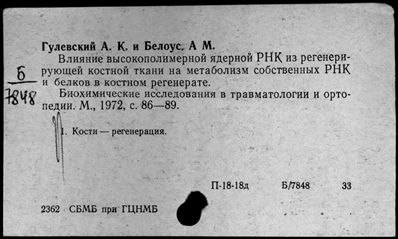 Гулевский А. К. и Белоус, А М.
Влияние высокополимерной ядерной РНК из регенери-
рующей костной ткани на метаболизм собственных РНК
и белков в костном регенерате.
Б
7848
Биохимические исследования в травматологии и орто-
педии. М., 1972, с. 86—89.
1. Кости — регенерация.
П-18-18д Б/7848 33
2362 СБМБ при ГЦНМБ